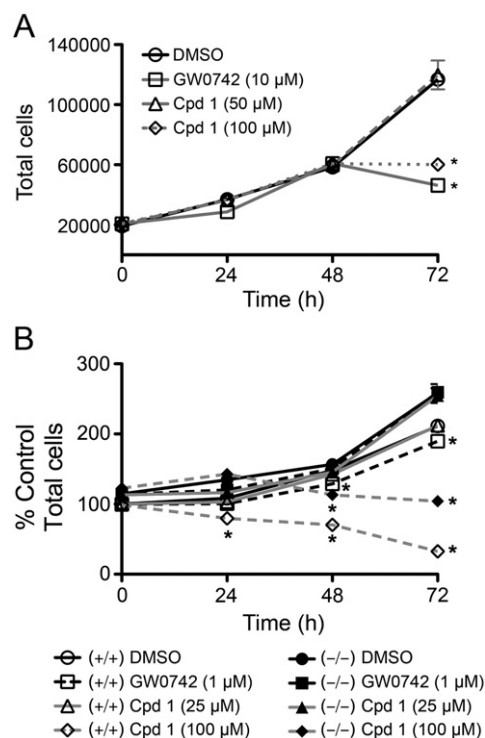 A
140000
100000
60000
20000
Total cells
DMSO
GW0742 (10 µM)
Cpd 1 (50 µM)
Cpd 1 (100 µM)
*
*
0 24 48 72
Time (h)
B
300
200
100
0
% Control
Total cells
*
*
*
*
*
*
*
0 24 48 72
Time (h)
(+/+) DMSO
(+/+) GW0742 (1 µM)
(+/+) Cpd 1 (25 µM)
(+/+) Cpd 1 (100 µM)
(−/−) DMSO
(−/−) GW0742 (1 µM)
(−/−) Cpd 1 (25 µM)
(−/−) Cpd 1 (100 µM)